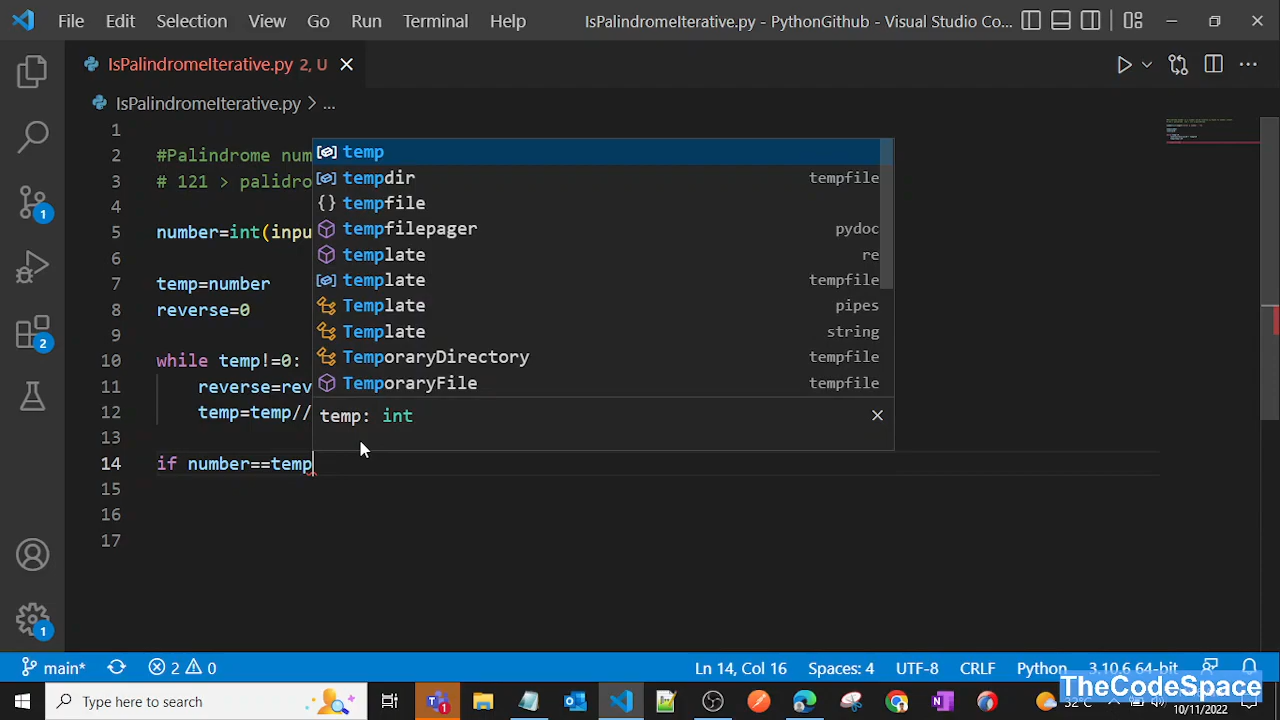 File Edit Selection View Go Run Terminal Help IsPalindromeIterative.py - PythonGithub - Visual Studio Co...
IsPalindromeIterative.py 2, U
IsPalindromeIterative.py > ...
1
2 #Palindrome num
3 # 121 > palidro
4
5 number=int(inpu
6
7 temp=number
8 reverse=0
9
10 while temp!=0:
11 reverse=rev
12 temp=temp//
13
14 if number==temp
15
16
17
temp
tempdir tempfile
tempfile
tempfilepager pydoc
template re
template tempfile
Template pipes
Template string
TemporaryDirectory tempfile
TemporaryFile tempfile
temp: int
1
2
1
main* 2 0 Ln 14, Col 16 Spaces: 4 UTF-8 CRLF Python 3.10.6 64-bit
Type here to search
TheCodeSpace
10/11/2022